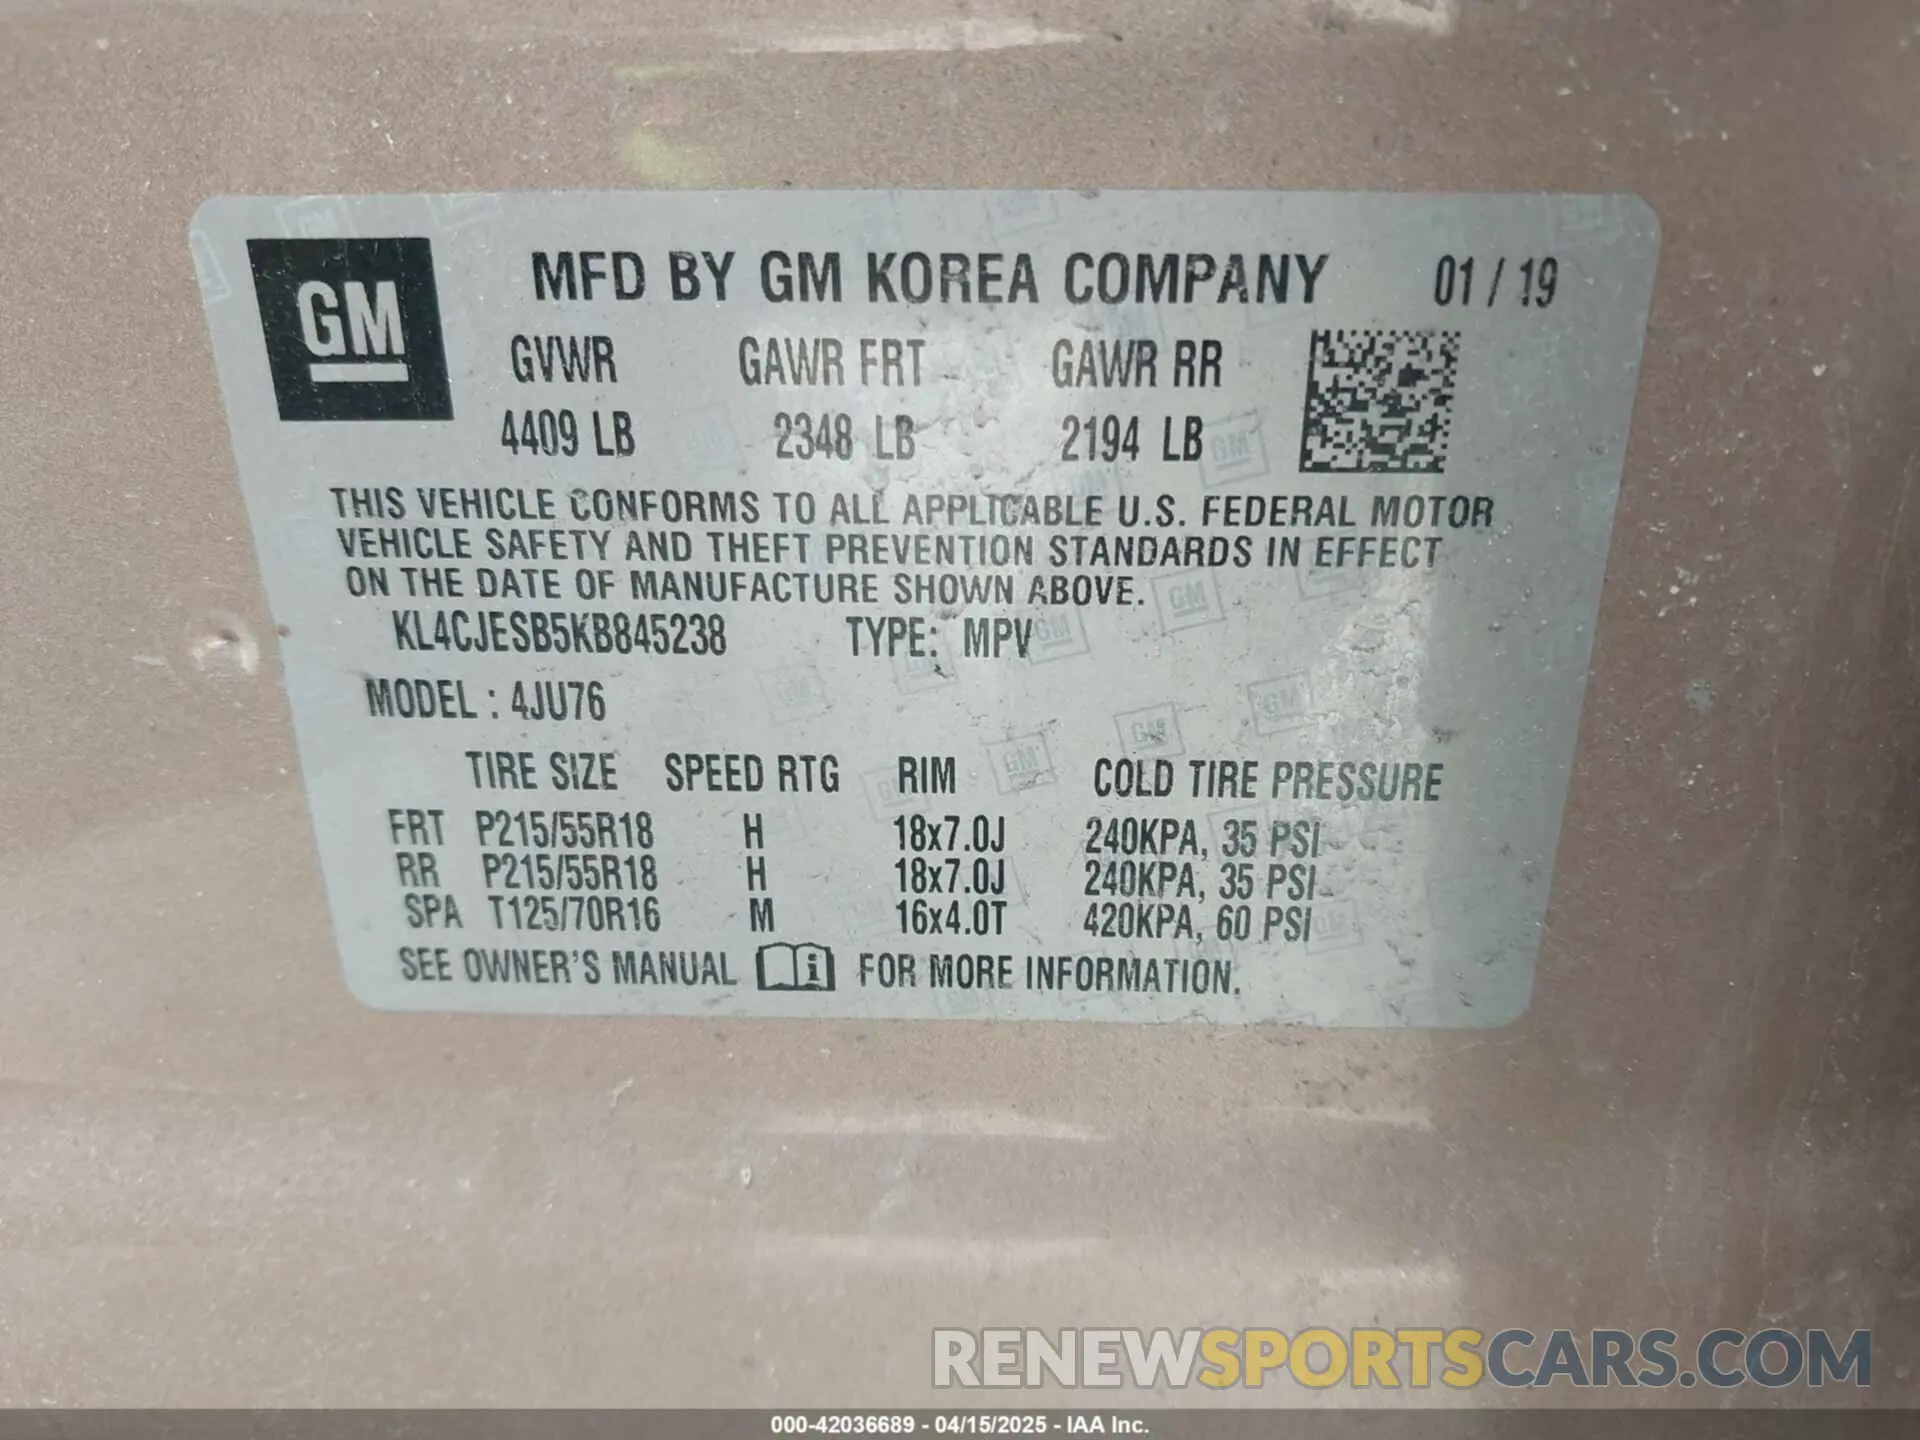 GM
MFD BY GM KOREA COMPANY 01 / 19
GVWR GAWR FRT GAWR RR
4409 LB 2348 LB 2194 LB
THIS VEHICLE CONFORMS TO ALL APPLICABLE U.S. FEDERAL MOTOR
VEHICLE SAFETY AND THEFT PREVENTION STANDARDS IN EFFECT
ON THE DATE OF MANUFACTURE SHOWN ABOVE.
KL4CJESB5KB845238 TYPE: MPV
MODEL : 4JU76
TIRE SIZE SPEED RTG RIM COLD TIRE PRESSURE
FRT P215/55R18 H 18x7.0J 240KPA, 35 PSI
RR P215/55R18 H 18x7.0J 240KPA, 35 PSI
SPA T125/70R16 M 16x4.0T 420KPA, 60 PSI
SEE OWNER'S MANUAL i FOR MORE INFORMATION.
RENEWSPORTSCARS.COM
000-42036689 - 04/15/2025 - IAA Inc.